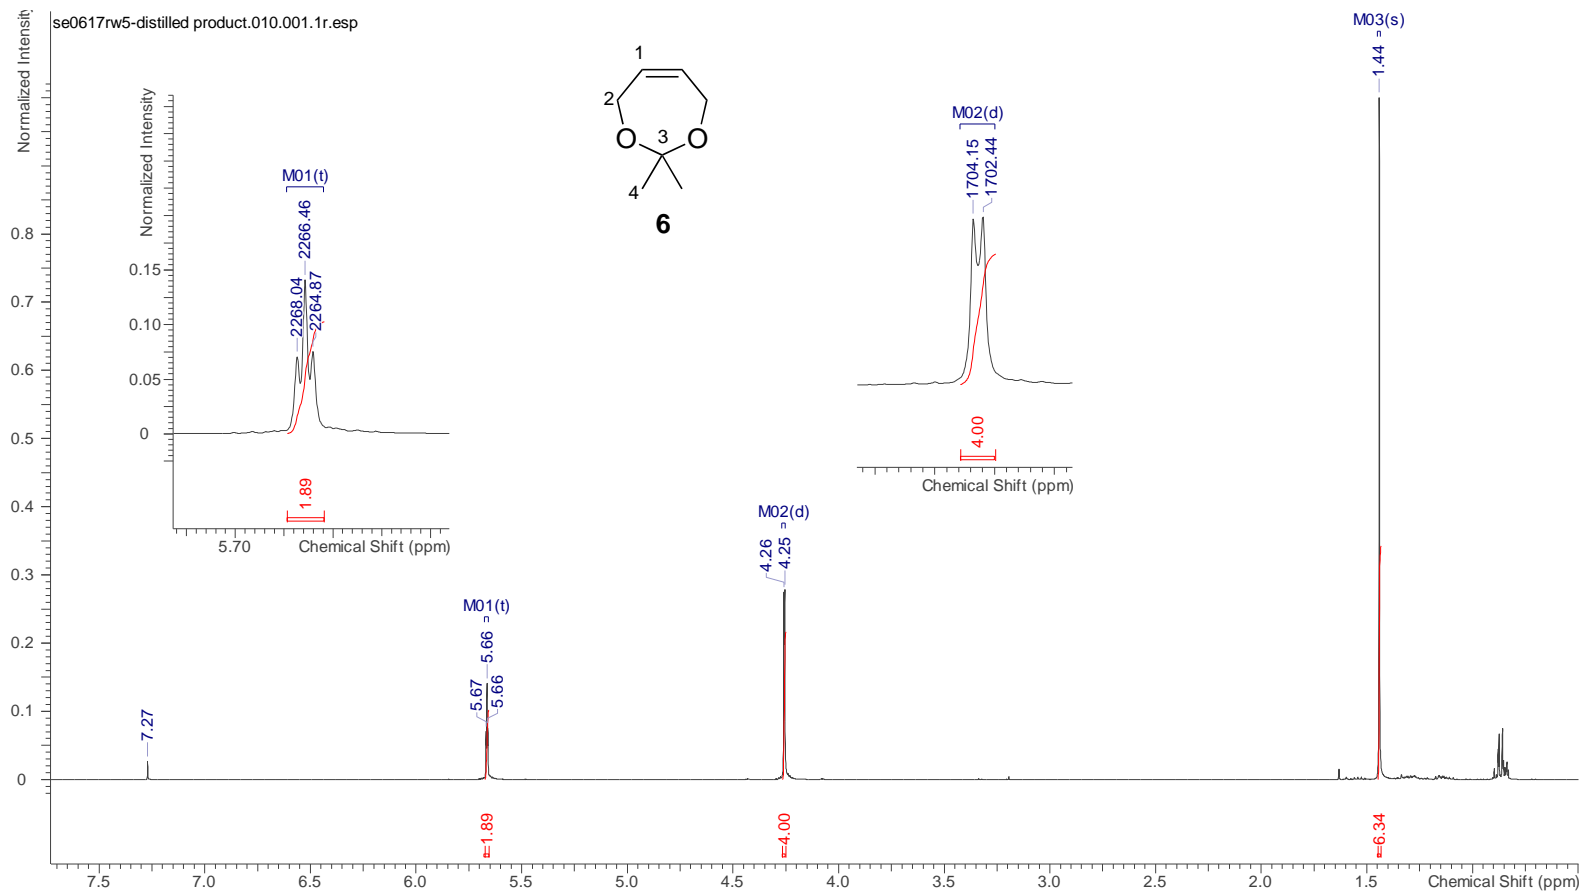 se0617rw5-distilled product.010.001.1r.esp
Normalized Intensity
0.8
0.7
0.6
0.5
0.4
0.3
0.2
0.1
0
Normalized Intensity
0.15
0.10
0.05
0
M01(t)
2268.04
2266.46
2264.87
1.89
5.70
Chemical Shift (ppm)
1
2
O
3
O
4
6
M02(d)
1704.15
1702.44
4.00
Chemical Shift (ppm)
M03(s)
1.44
7.27
M01(t)
5.67
5.66
5.66
M02(d)
4.26
4.25
1.89
4.00
6.34
7.5 7.0 6.5 6.0 5.5 5.0 4.5 4.0 3.5 3.0 2.5 2.0 1.5 Chemical Shift (ppm)